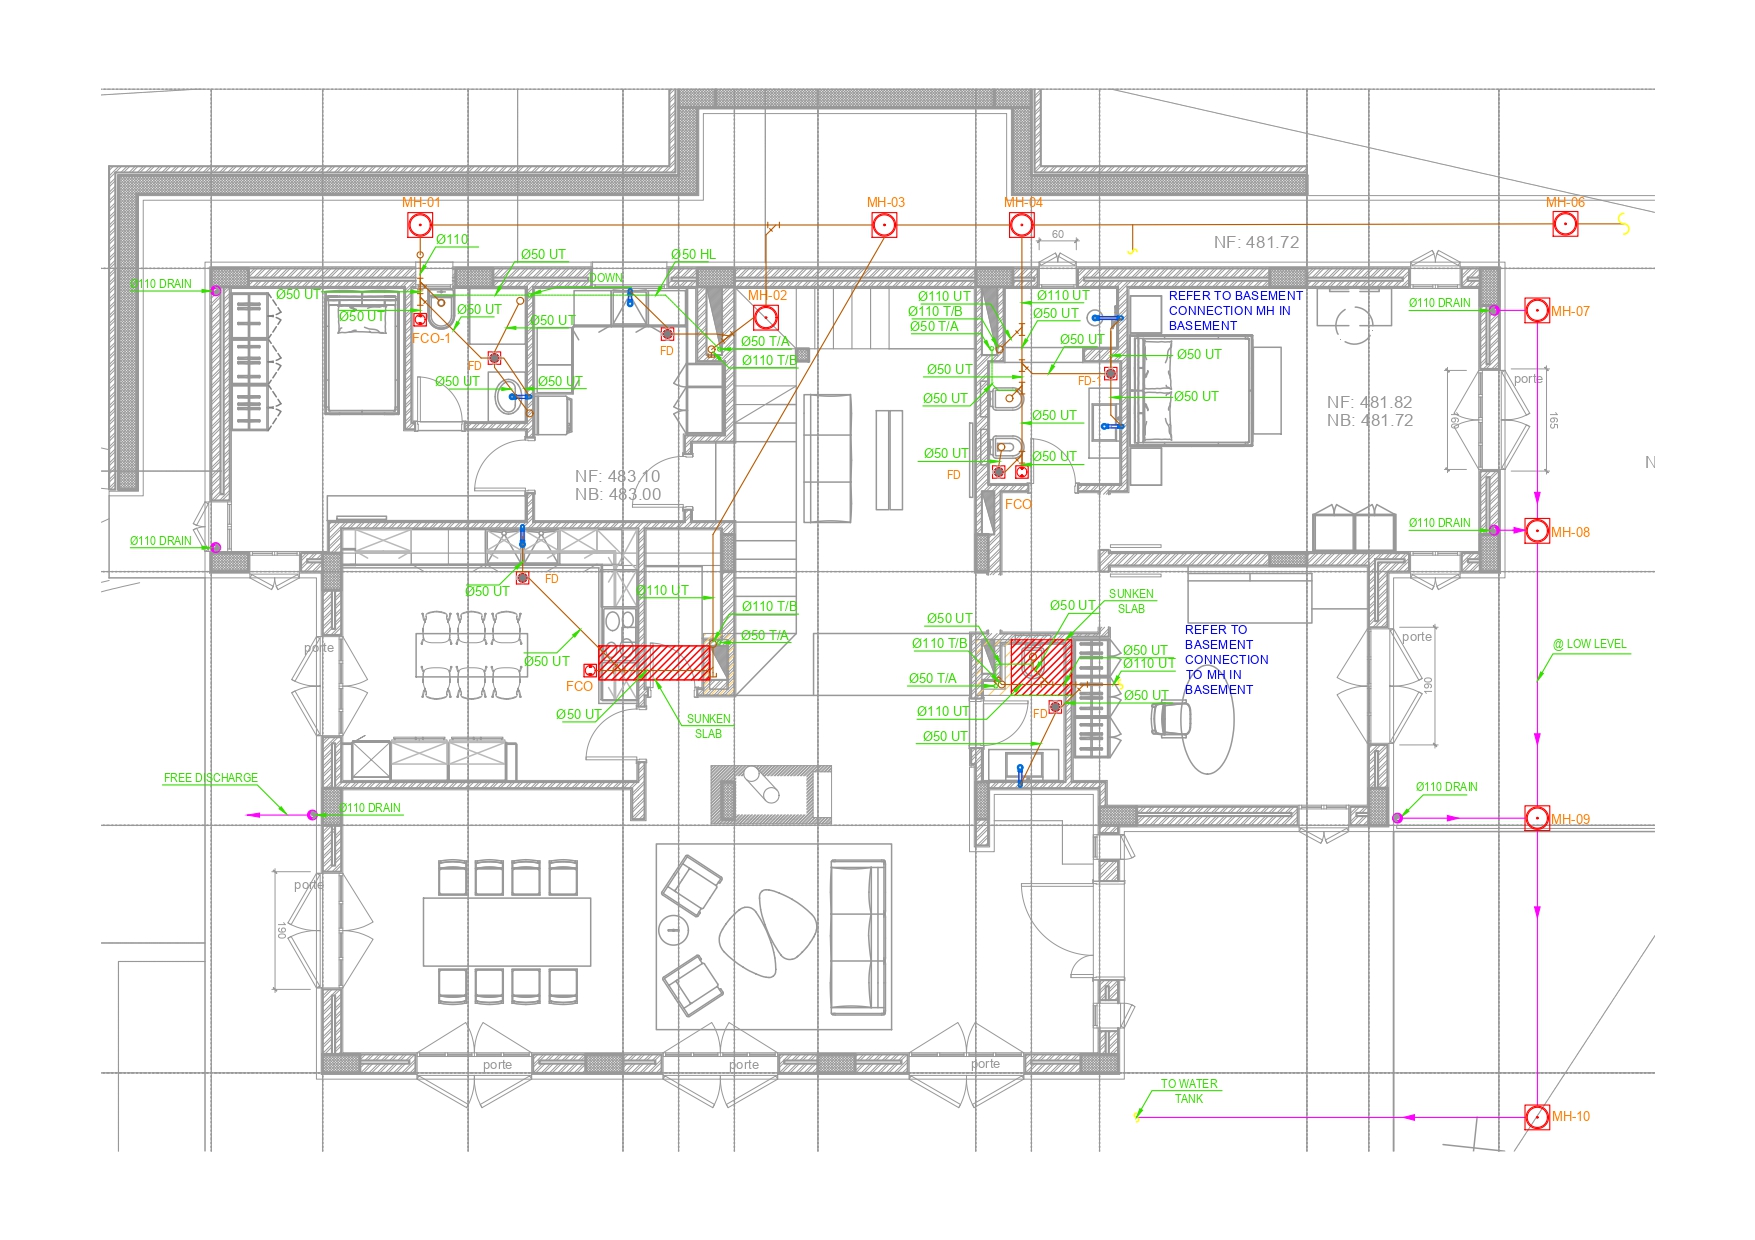 MH-01
MH-03
MH-04
MH-06
Ø110
60
NF: 481.72
Ø50 UT
Ø50 HL
DOWN
Ø110 DRAIN
Ø50 UT
MH-02
Ø110 UT
Ø110 UT
REFER TO BASEMENT
CONNECTION MH IN
BASEMENT
Ø110 DRAIN
MH-07
Ø50 UT
Ø50 UT
Ø50 UT
Ø110 T/B
Ø50 UT
Ø50 T/A
FCO-1
FD
Ø50 T/A
Ø50 UT
FD
Ø110 T/B
Ø50 UT
Ø50 UT
Ø50 UT
Ø50 UT
FD-1
porte
Ø50 UT
Ø50 UT
NF: 481.82
NB: 481.72
160
165
Ø50 UT
Ø50 UT
Ø50 UT
FD
NF: 483.10
NB: 483.00
N
FCO
Ø110 DRAIN
MH-08
Ø110 DRAIN
FD
Ø50 UT
Ø110 UT
SUNKEN
SLAB
Ø110 T/B
Ø50 UT
Ø50 UT
Ø50 T/A
REFER TO
BASEMENT
CONNECTION
TO MH IN
BASEMENT
porte
porte
Ø110 T/B
@ LOW LEVEL
Ø50 UT
Ø50 UT
Ø110 UT
FCO
Ø50 T/A
190
Ø50 UT
Ø50 UT
Ø110 UT
FD
SUNKEN
SLAB
Ø50 UT
FREE DISCHARGE
Ø110 DRAIN
Ø110 DRAIN
MH-09
porte
190
porte
porte
porte
TO WATER
TANK
MH-10